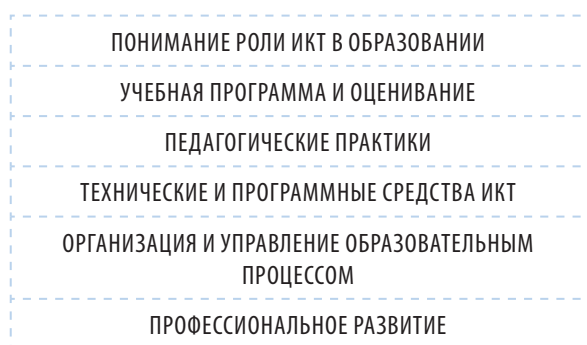 ПОНИМАНИЕ РОЛИ ИКТ В ОБРАЗОВАНИИ
УЧЕБНАЯ ПРОГРАММА И ОЦЕНИВАНИЕ
ПЕДАГОГИЧЕСКИЕ ПРАКТИКИ
ТЕХНИЧЕСКИЕ И ПРОГРАММНЫЕ СРЕДСТВА ИКТ
ОРГАНИЗАЦИЯ И УПРАВЛЕНИЕ ОБРАЗОВАТЕЛЬНЫМ
ПРОЦЕССОМ
ПРОФЕССИОНАЛЬНОЕ РАЗВИТИЕ